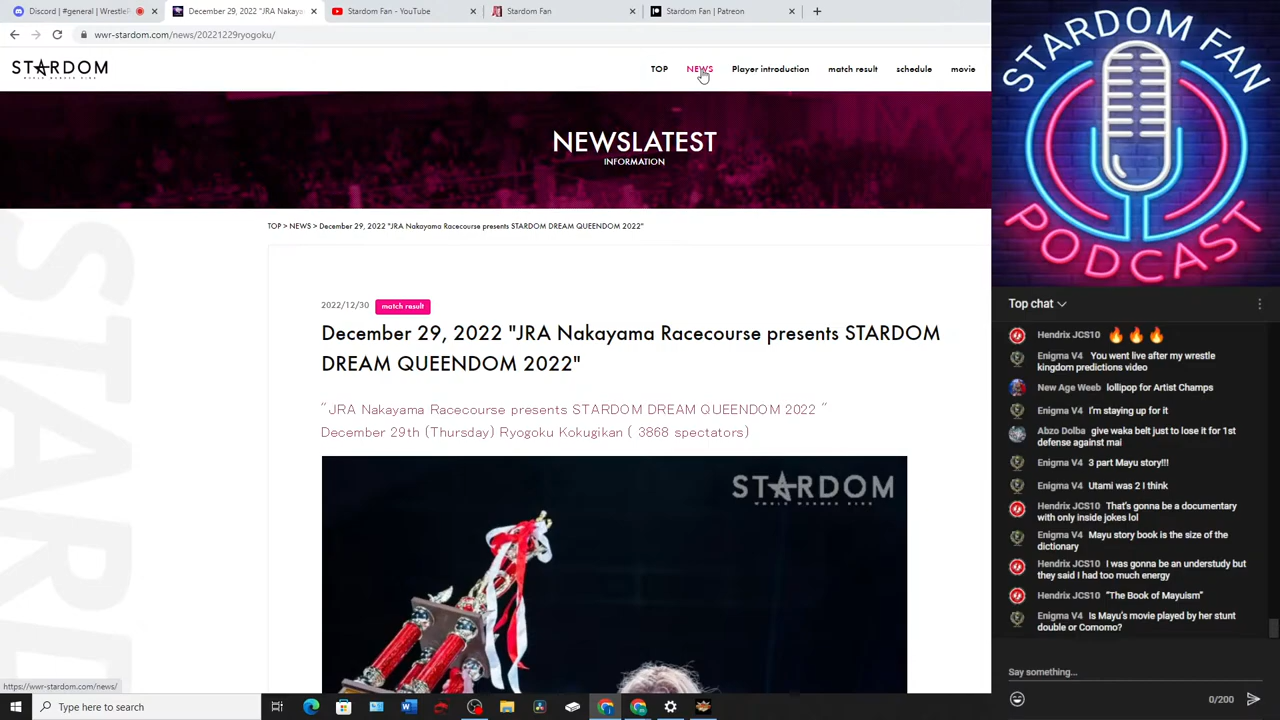 Discord | #general | WrestleP
December 29, 2022 "JRA Nakaya
Stardom Fan - YouTube
Stardom Fan
Stardom Fan | Patreon
wwr-stardom.com/news/20221229ryogoku/
STARDOM
WORLD WONDER RING
TOP
NEWS
Player introduction
match result
schedule
movie
NEWSLATEST
INFORMATION
TOP > NEWS > December 29, 2022 "JRA Nakayama Racecourse presents STARDOM DREAM QUEENDOM 2022"
2022/12/30 match result
December 29, 2022 "JRA Nakayama Racecourse presents STARDOM
DREAM QUEENDOM 2022"
"JRA Nakayama Racecourse presents STARDOM DREAM QUEENDOM 2022 "
December 29th (Thursday) Ryogoku Kokugikan ( 3868 spectators)
STARDOM
WORLD WONDER RING
STARDOM FAN
PODCAST
Top chat
Hendrix JCS10 🔥 🔥 🔥
Enigma V4 You went live after my wrestle
kingdom predictions video
New Age Weeb lollipop for Artist Champs
Enigma V4 I'm staying up for it
Abzo Dolba give waka belt just to lose it for 1st
defense against mai
Enigma V4 3 part Mayu story!!!
Enigma V4 Utami was 2 I think
Hendrix JCS10 That's gonna be a documentary
with only inside jokes lol
Enigma V4 Mayu story book is the size of the
dictionary
Hendrix JCS10 I was gonna be an understudy but
they said I had too much energy
Hendrix JCS10 "The Book of Mayuism"
Enigma V4 Is Mayu's movie played by her stunt
double or Comomo?
Say something...
0/200
https://wwr-stardom.com/news/
Type here to search